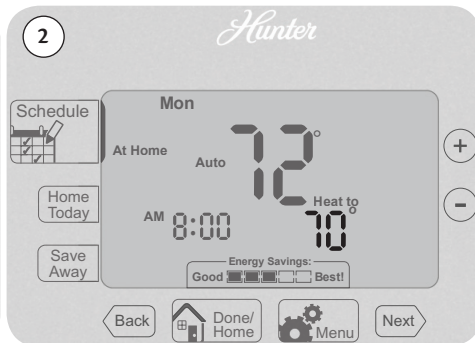 2
Hunter
Schedule
Mon
At Home
Auto
72°
Heat to
70°
AM 8:00
Home
Today
Save
Away
Energy Savings:
Good Best!
+
−
Back
Done/
Home
Menu
Next